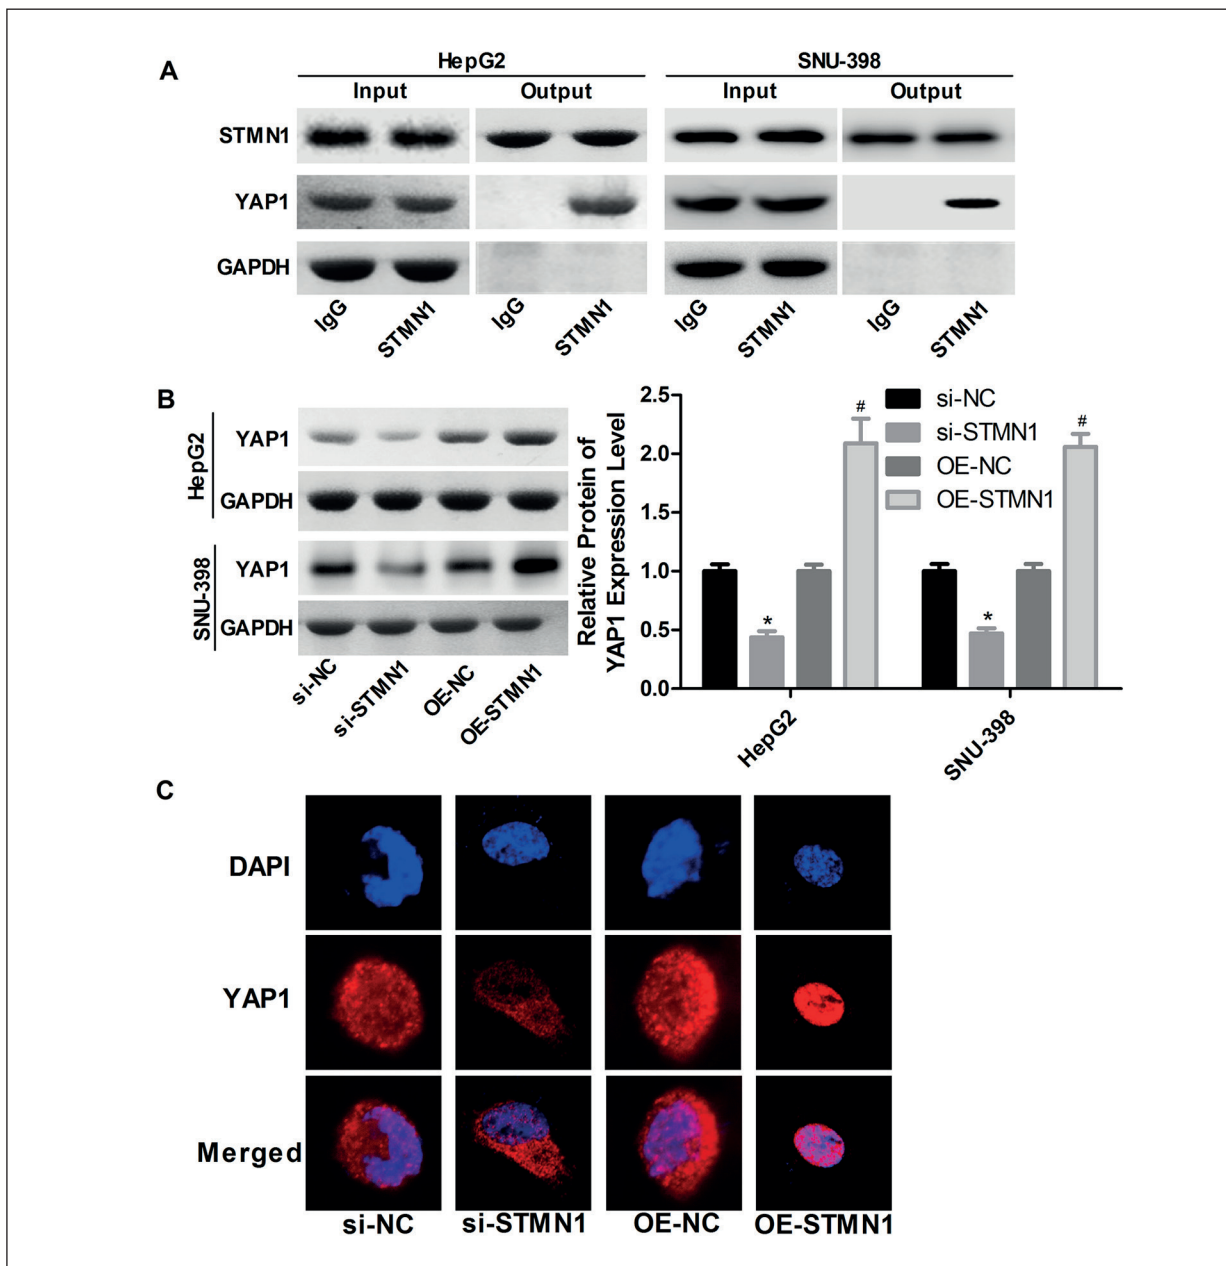 A
HepG2
SNU-398
Input
Output
Input
Output
STMN1
YAP1
GAPDH
IgG
STMN1
IgG
STMN1
IgG
STMN1
IgG
STMN1
B
HepG2
YAP1
GAPDH
SNU-398
YAP1
GAPDH
si-NC
si-STMN1
OE-NC
OE-STMN1
Relative Protein of
YAP1 Expression Level
2.5
2.0
1.5
1.0
0.5
0.0
si-NC
si-STMN1
OE-NC
OE-STMN1
*
#
*
#
HepG2
SNU-398
C
DAPI
YAP1
Merged
si-NC
si-STMN1
OE-NC
OE-STMN1